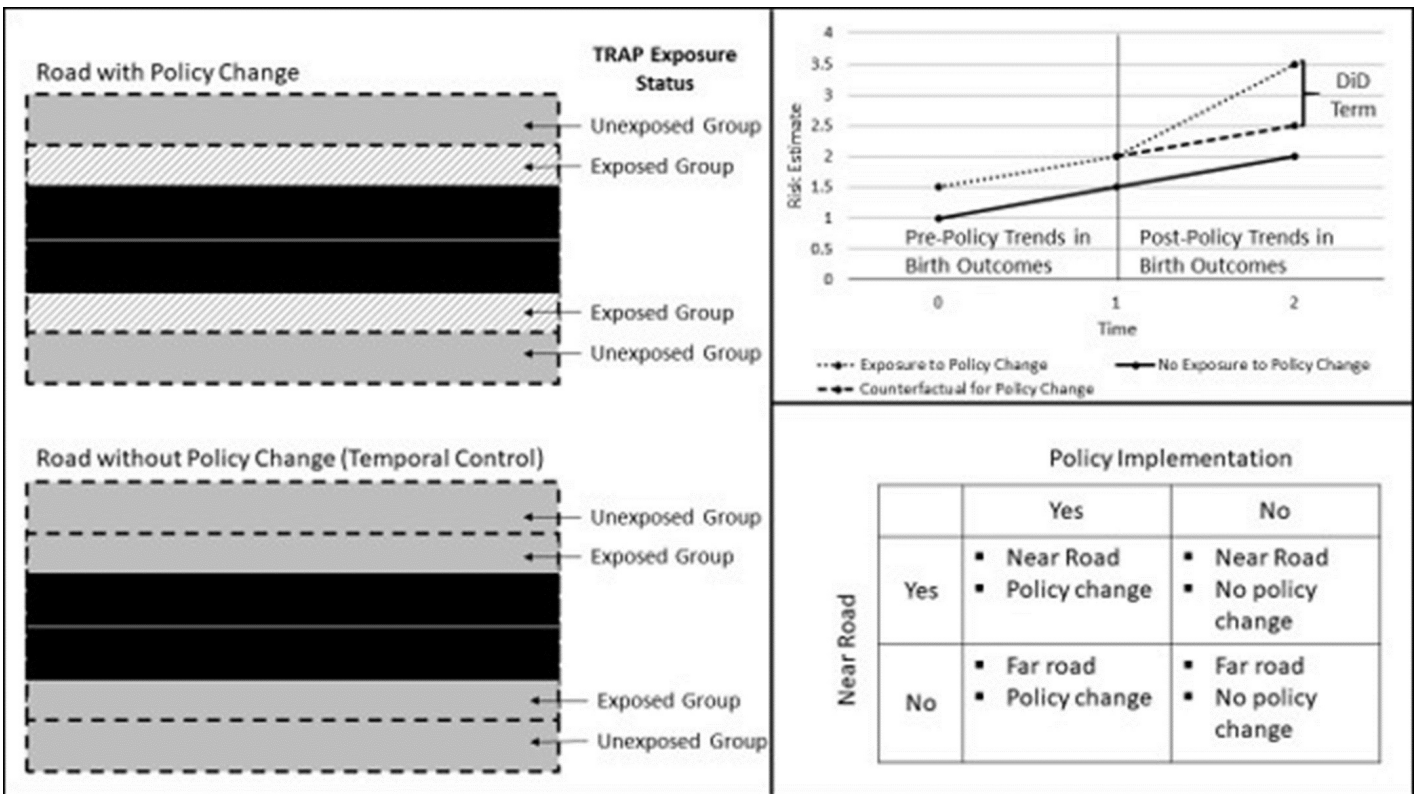 Road with Policy Change
TRAP Exposure
Status
Unexposed Group
Exposed Group
Exposed Group
Unexposed Group
Road without Policy Change (Temporal Control)
Unexposed Group
Exposed Group
Exposed Group
Unexposed Group
4
3.5
3
2.5
2
1.5
1
0.5
0
Risk Estimate
DiD
Term
Pre-Policy Trends in
Birth Outcomes
Post-Policy Trends in
Birth Outcomes
0
1
2
Time
Exposure to Policy Change
No Exposure to Policy Change
Counterfactual for Policy Change
Policy Implementation
Yes
No
Near Road
Yes
▪ Near Road
▪ Policy change
▪ Near Road
▪ No policy
change
No
▪ Far road
▪ Policy change
▪ Far road
▪ No policy
change